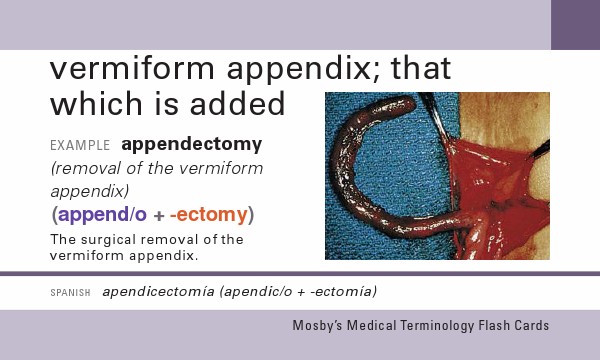 vermiform appendix; that
which is added
EXAMPLE appendectomy
(removal of the vermiform
appendix)
(append/o + -ectomy)
The surgical removal of the
vermiform appendix.
SPANISH apendicectomía (apendic/o + -ectomía)
Mosby's Medical Terminology Flash Cards